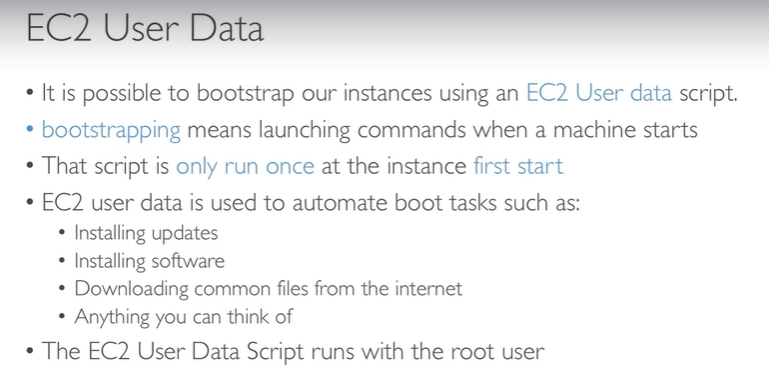 EC2 User Data
• It is possible to bootstrap our instances using an EC2 User data script.
• bootstrapping means launching commands when a machine starts
• That script is only run once at the instance first start
• EC2 user data is used to automate boot tasks such as:
• Installing updates
• Installing software
• Downloading common files from the internet
• Anything you can think of
• The EC2 User Data Script runs with the root user